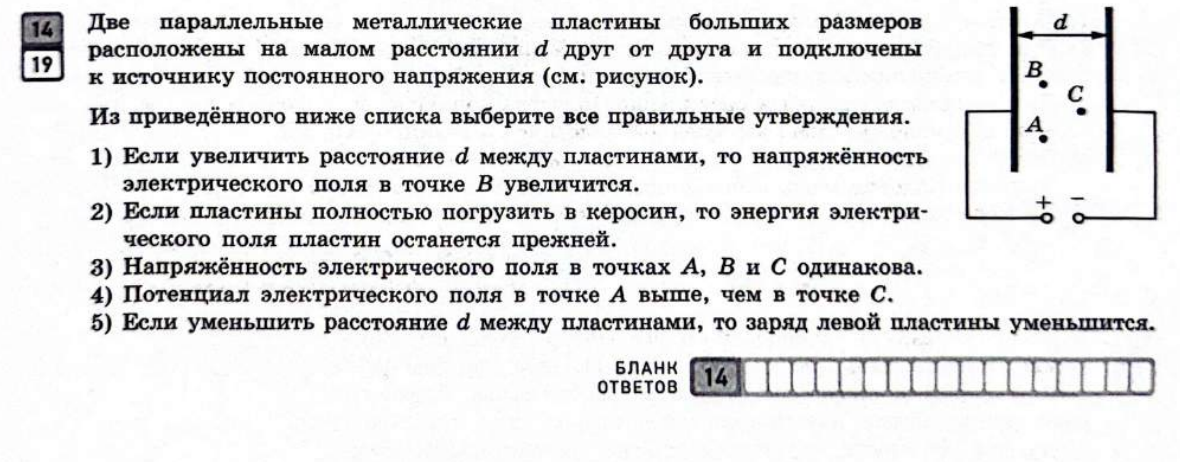 14
19
Две параллельные металлические пластины больших размеров
расположены на малом расстоянии d друг от друга и подключены
к источнику постоянного напряжения (см. рисунок).
Из приведённого ниже списка выберите все правильные утверждения.
1) Если увеличить расстояние d между пластинами, то напряжённость
электрического поля в точке B увеличится.
2) Если пластины полностью погрузить в керосин, то энергия электри-
ческого поля пластин останется прежней.
3) Напряжённость электрического поля в точках A, B и C одинакова.
4) Потенциал электрического поля в точке A выше, чем в точке C.
5) Если уменьшить расстояние d между пластинами, то заряд левой пластины уменьшится.
d
B
C
A
+ −
БЛАНК
ОТВЕТОВ
14